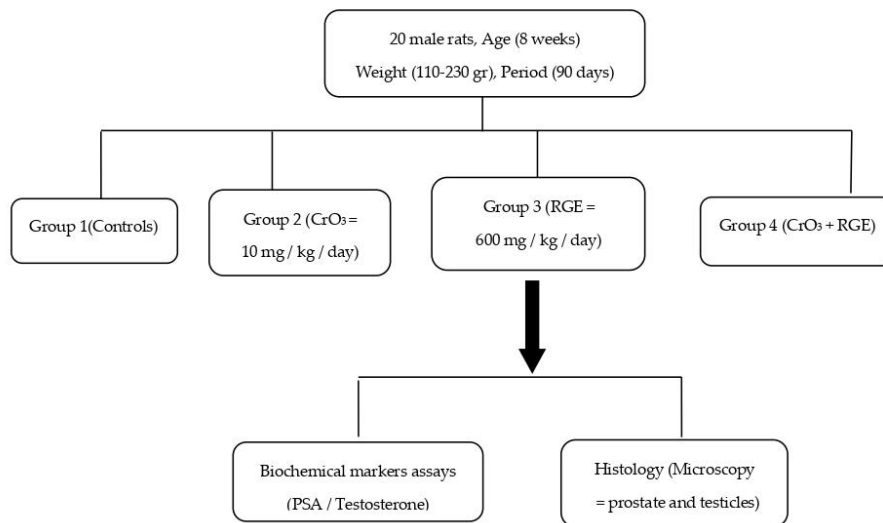 20 male rats, Age (8 weeks)
Weight (110-230 gr), Period (90 days)
Group 1(Controls)
Group 2 (CrO₃ =
10 mg / kg / day)
Group 3 (RGE =
600 mg / kg / day)
Group 4 (CrO₃ + RGE)
Biochemical markers assays
(PSA / Testosterone)
Histology (Microscopy
= prostate and testicles)